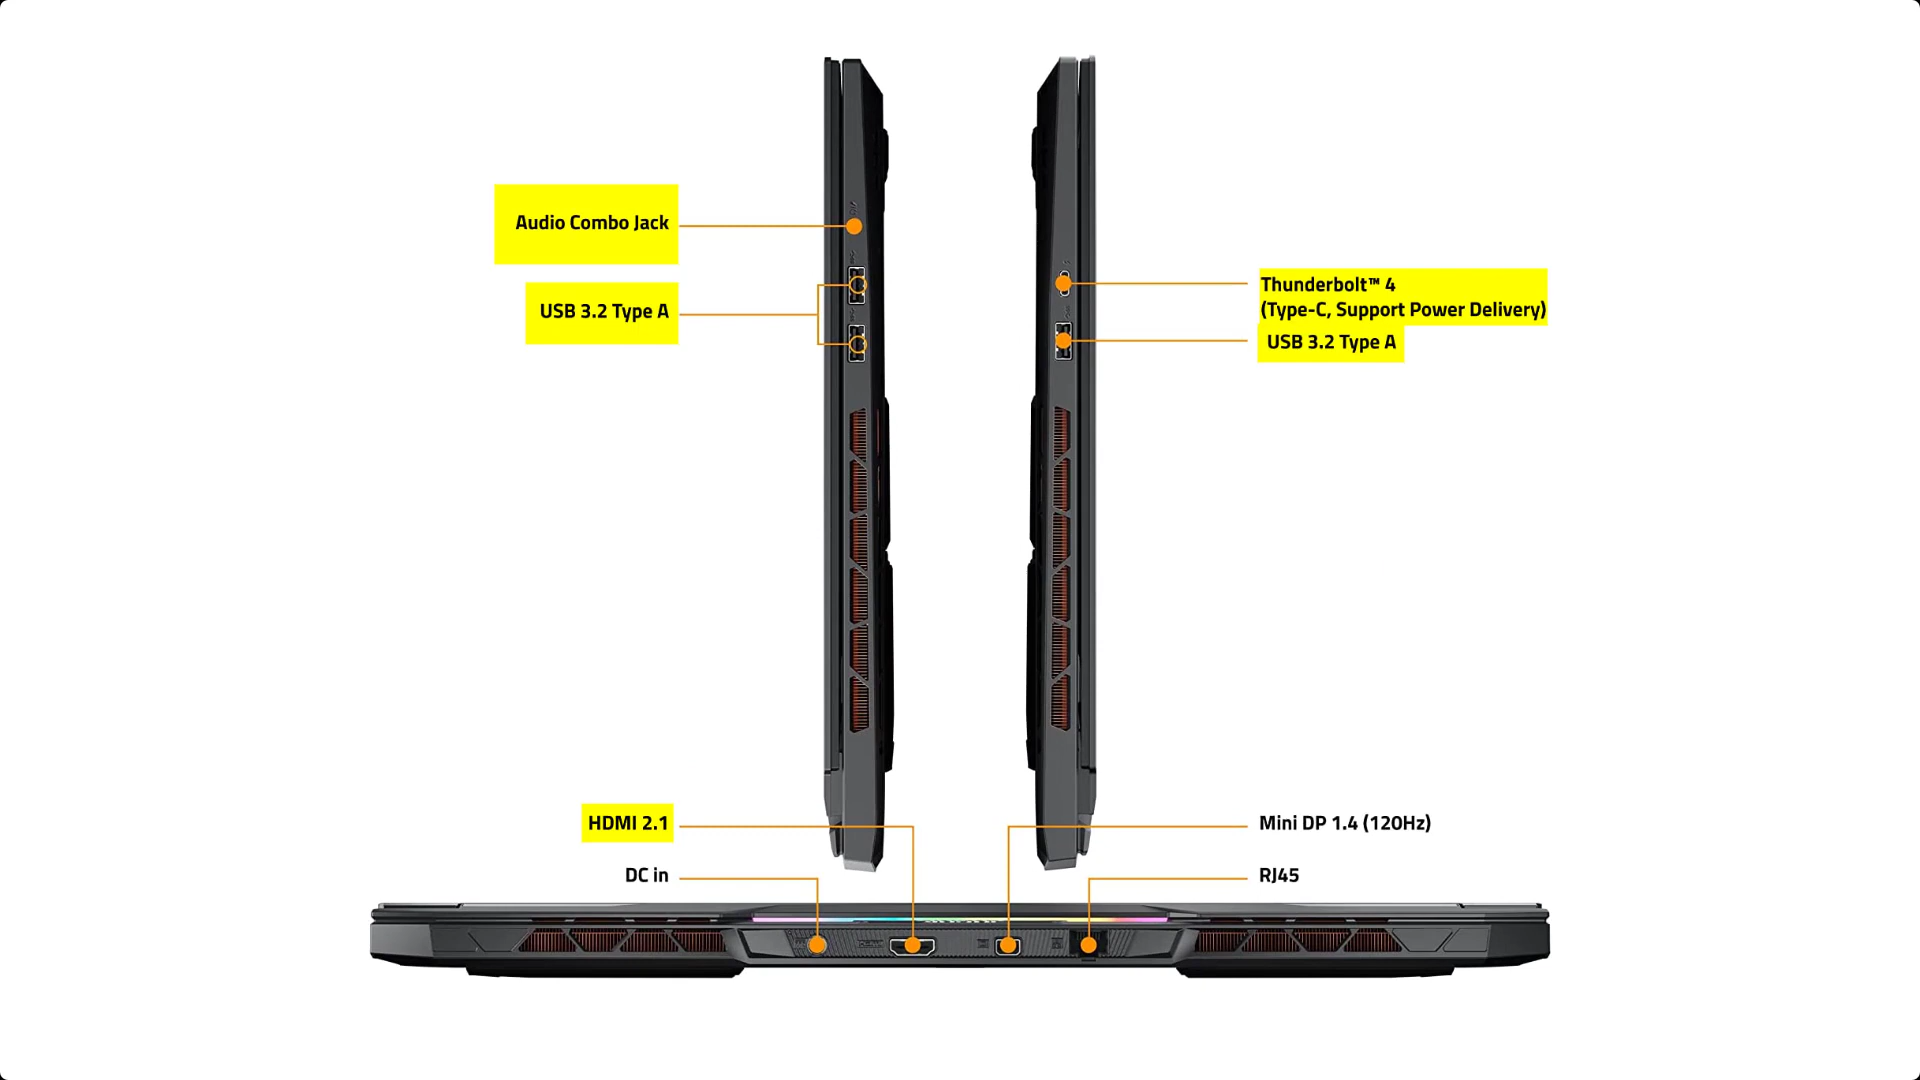 Audio Combo Jack
USB 3.2 Type A
Thunderbolt™ 4
(Type-C, Support Power Delivery)
USB 3.2 Type A
HDMI 2.1
Mini DP 1.4 (120Hz)
DC in
RJ45